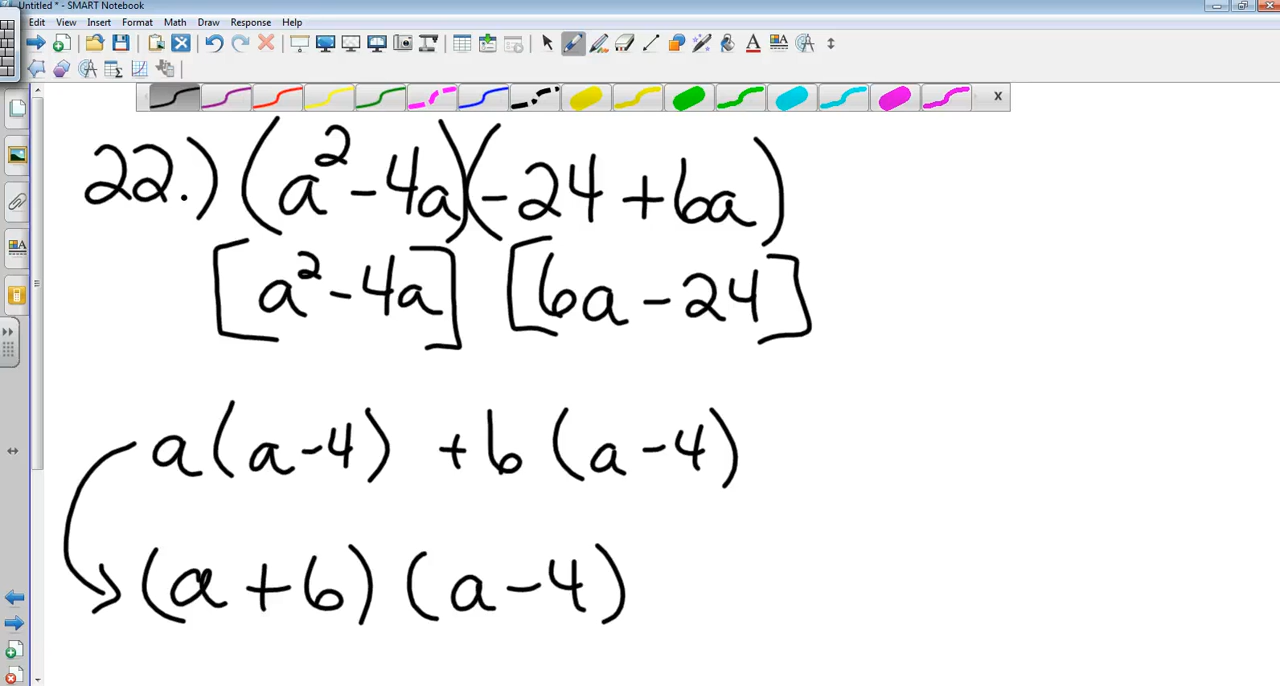 Untitled * - SMART Notebook
Edit View Insert Format Math Draw Response Help
x
22.) (a² - 4a)(- 24 + 6a)
[a² - 4a] [6a - 24]
a(a - 4) + 6(a - 4)
(a + 6)(a - 4)